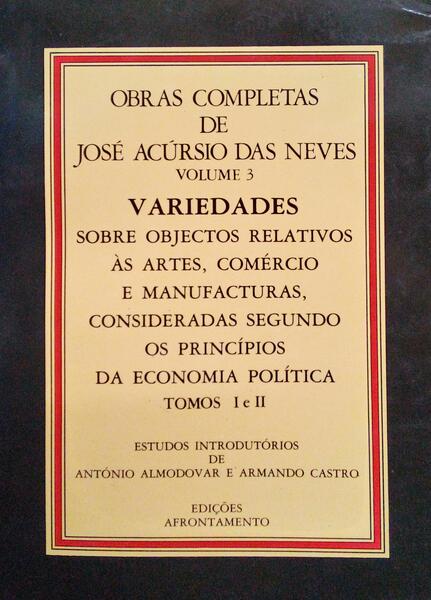 OBRAS COMPLETAS
DE
JOSÉ ACÚRSIO DAS NEVES
VOLUME 3
VARIEDADES
SOBRE OBJECTOS RELATIVOS
ÀS ARTES, COMÉRCIO
E MANUFACTURAS,
CONSIDERADAS SEGUNDO
OS PRINCÍPIOS
DA ECONOMIA POLÍTICA
TOMOS I e II
ESTUDOS INTRODUTÓRIOS
DE
ANTÓNIO ALMODOVAR E ARMANDO CASTRO
EDIÇÕES
AFRONTAMENTO